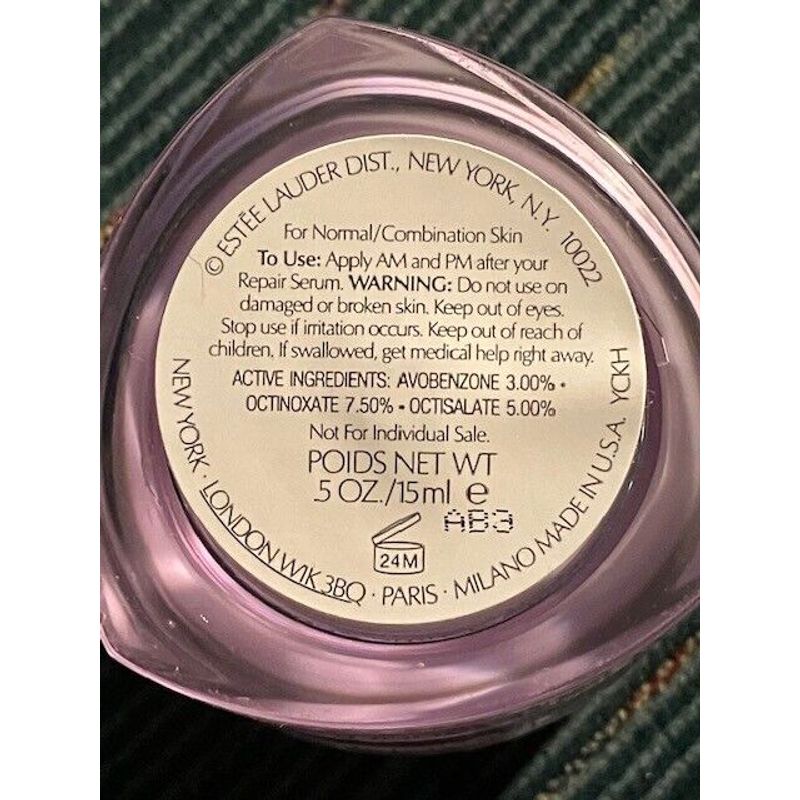 © ESTÉE LAUDER DIST., NEW YORK, N.Y. 10022
For Normal/Combination Skin
To Use: Apply AM and PM after your
Repair Serum. WARNING: Do not use on
damaged or broken skin. Keep out of eyes.
Stop use if irritation occurs. Keep out of reach of
children. If swallowed, get medical help right away.
ACTIVE INGREDIENTS: AVOBENZONE 3.00% •
OCTINOXATE 7.50% • OCTISALATE 5.00%
Not For Individual Sale.
POIDS NET WT
.5 OZ./15ml ℮
AB3
24M
NEW YORK · LONDON W1K 3BQ · PARIS · MILANO MADE IN U.S.A. YCKH